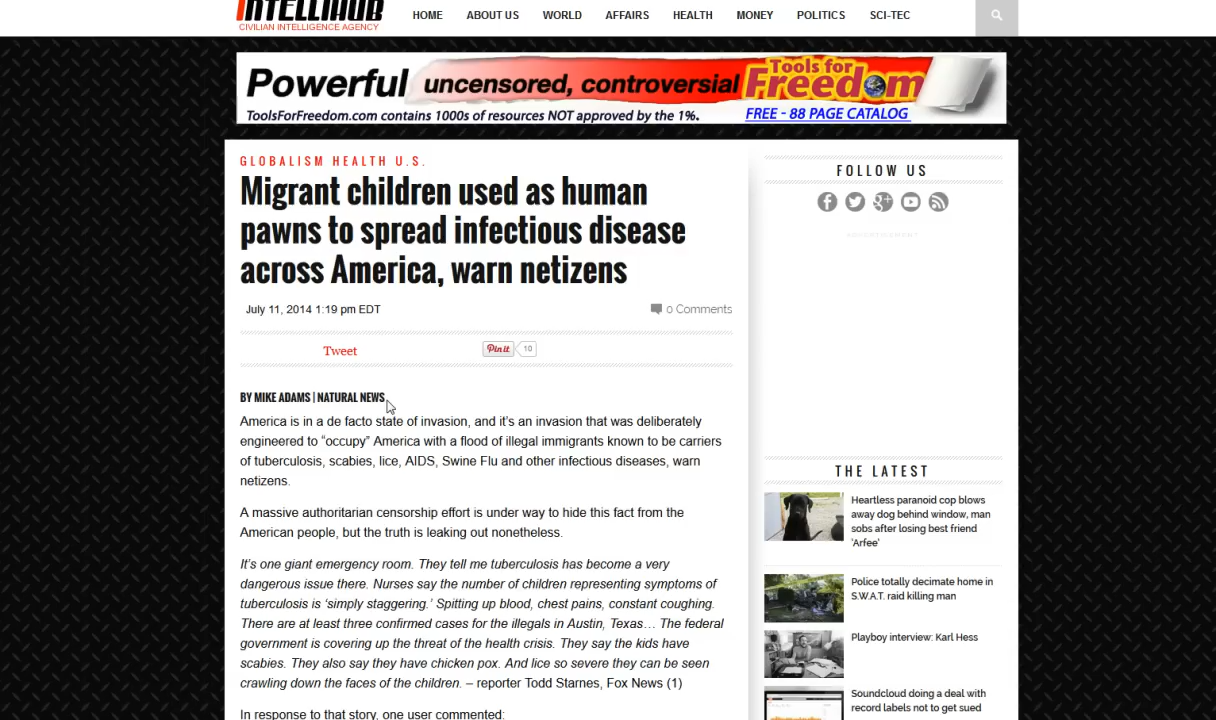 INTELLIHUB
CIVILIAN INTELLIGENCE AGENCY
HOME ABOUT US WORLD AFFAIRS HEALTH MONEY POLITICS SCI-TEC
Powerful uncensored, controversial Tools for Freedom
ToolsForFreedom.com contains 1000s of resources NOT approved by the 1%. FREE - 88 PAGE CATALOG
GLOBALISM HEALTH U.S.
Migrant children used as human
pawns to spread infectious disease
across America, warn netizens
July 11, 2014 1:19 pm EDT
0 Comments
Tweet
Pin it 10
BY MIKE ADAMS | NATURAL NEWS
America is in a de facto state of invasion, and it’s an invasion that was deliberately
engineered to “occupy” America with a flood of illegal immigrants known to be carriers
of tuberculosis, scabies, lice, AIDS, Swine Flu and other infectious diseases, warn
netizens.
A massive authoritarian censorship effort is under way to hide this fact from the
American people, but the truth is leaking out nonetheless.
It’s one giant emergency room. They tell me tuberculosis has become a very
dangerous issue there. Nurses say the number of children representing symptoms of
tuberculosis is ‘simply staggering.’ Spitting up blood, chest pains, constant coughing.
There are at least three confirmed cases for the illegals in Austin, Texas… The federal
government is covering up the threat of the health crisis. They say the kids have
scabies. They also say they have chicken pox. And lice so severe they can be seen
crawling down the faces of the children. – reporter Todd Starnes, Fox News (1)
In response to that story, one user commented:
FOLLOW US
ADVERTISEMENT
THE LATEST
Heartless paranoid cop blows
away dog behind window, man
sobs after losing best friend
'Arfee'
Police totally decimate home in
S.W.A.T. raid killing man
Playboy interview: Karl Hess
Soundcloud doing a deal with
record labels not to get sued